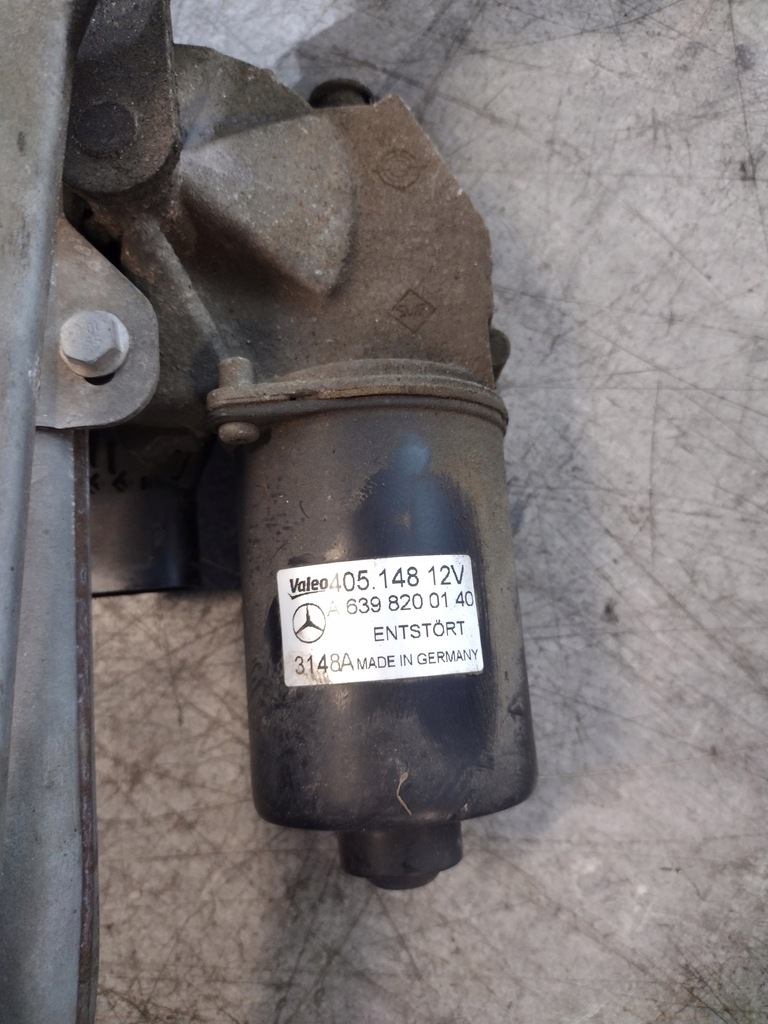 Valeo 405.148 12V
A 639 820 01 40
ENTSTÖRT
3148A MADE IN GERMANY